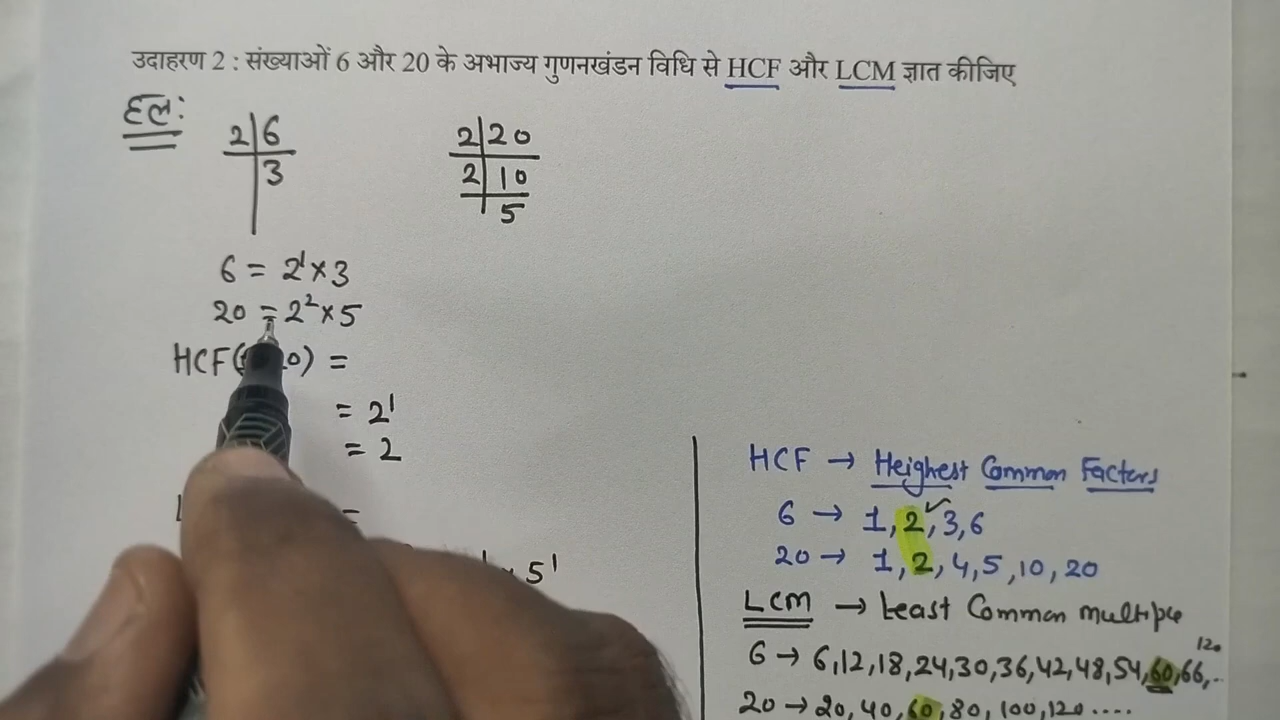 उदाहरण 2 : संख्याओं 6 और 20 के अभाज्य गुणनखंडन विधि से HCF और LCM ज्ञात कीजिए
हल:
2 6
3
2 20
2 10
5
6 = 2¹ × 3
20 = 2² × 5
HCF( 0) =
= 2¹
= 2
=
× 5¹
HCF → Heighest Common Factors
6 → 1, 2, 3, 6
20 → 1, 2, 4, 5, 10, 20
LCM → Least Common multiple
120
6 → 6, 12, 18, 24, 30, 36, 42, 48, 54, 60, 66, ..
20 → 20, 40, 60, 80, 100, 120 ....